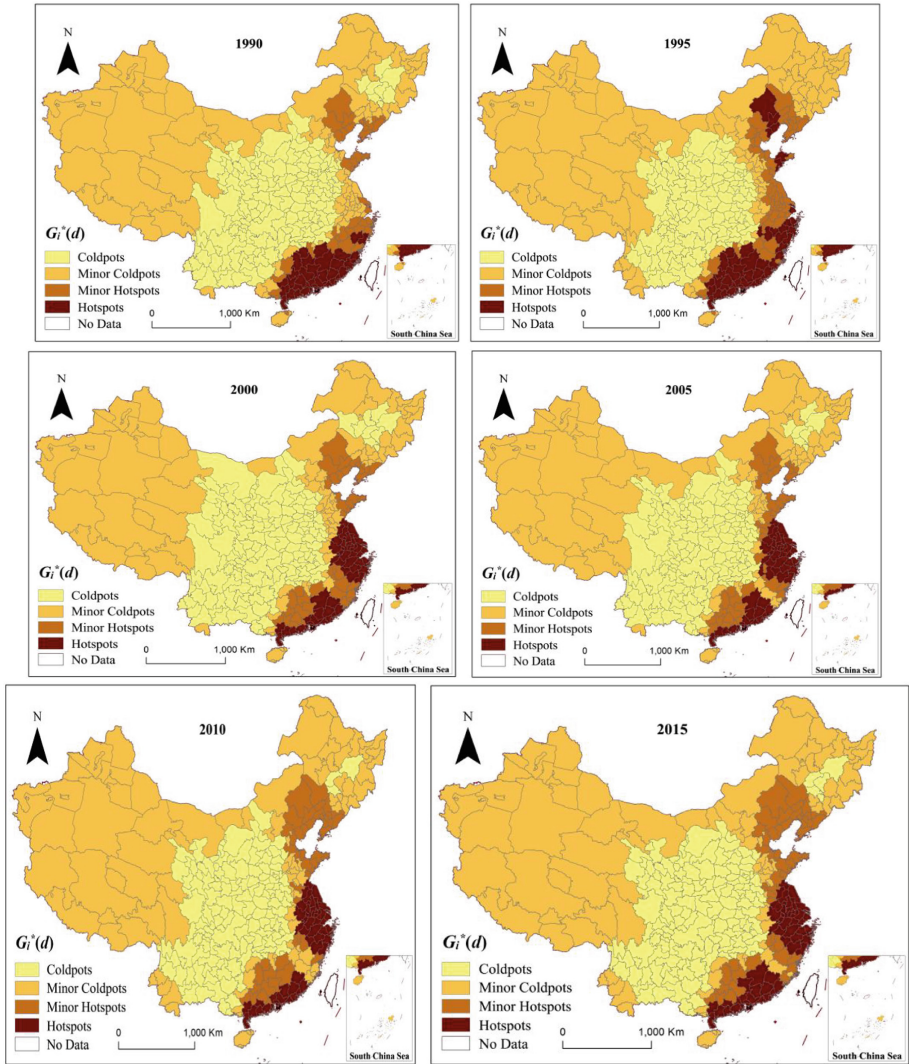 N
1990
Gi*(d)
Coldpots
Minor Coldpots
Minor Hotspots
Hotspots
No Data
0 1,000 Km
South China Sea
N
1995
Gi*(d)
Coldpots
Minor Coldpots
Minor Hotspots
Hotspots
No Data
0 1,000 Km
South China Sea
N
2000
Gi*(d)
Coldpots
Minor Coldpots
Minor Hotspots
Hotspots
No Data
0 1,000 Km
South China Sea
N
2005
Gi*(d)
Coldpots
Minor Coldpots
Minor Hotspots
Hotspots
No Data
0 1,000 Km
South China Sea
N
2010
Gi*(d)
Coldpots
Minor Coldpots
Minor Hotspots
Hotspots
No Data
0 1,000 Km
South China Sea
N
2015
Gi*(d)
Coldpots
Minor Coldpots
Minor Hotspots
Hotspots
No Data
0 1,000 Km
South China Sea